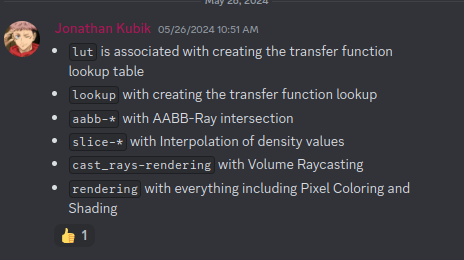 May 26, 2024
Jonathan Kubik 05/26/2024 10:51 AM
• lut is associated with creating the transfer function
lookup table
• lookup with creating the transfer function lookup
• aabb-* with AABB-Ray intersection
• slice-* with Interpolation of density values
• cast_rays-rendering with Volume Raycasting
• rendering with everything including Pixel Coloring and
Shading
👍 1